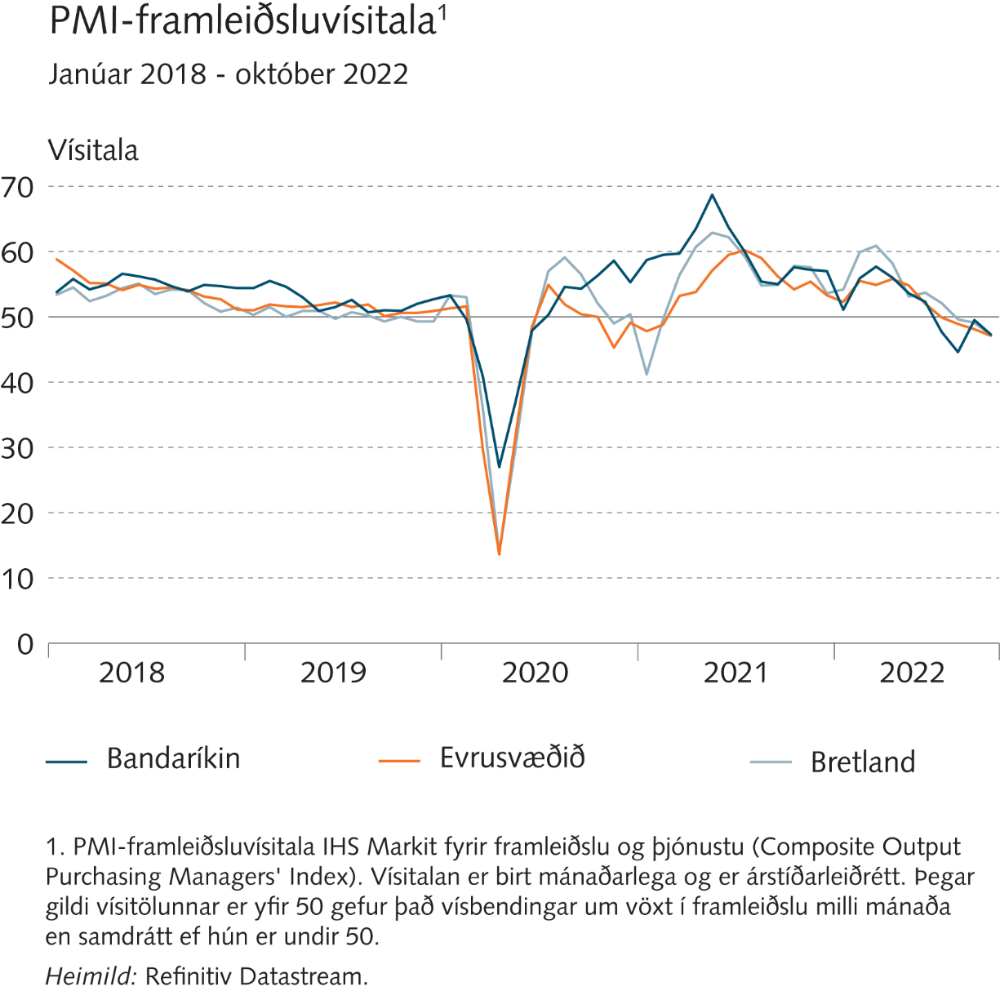 PMI-framleiðsluvísitala¹
Janúar 2018 - október 2022
Vísitala
70
60
50
40
30
20
10
0
2018 2019 2020 2021 2022
Bandaríkin Evrusvæðið Bretland
1. PMI-framleiðsluvísitala IHS Markit fyrir framleiðslu og þjónustu (Composite Output
Purchasing Managers' Index). Vísitalan er birt mánaðarlega og er árstíðarleiðrétt. Þegar
gildi vísitölunnar er yfir 50 gefur það vísbendingar um vöxt í framleiðslu milli mánaða
en samdrátt ef hún er undir 50.
Heimild: Refinitiv Datastream.